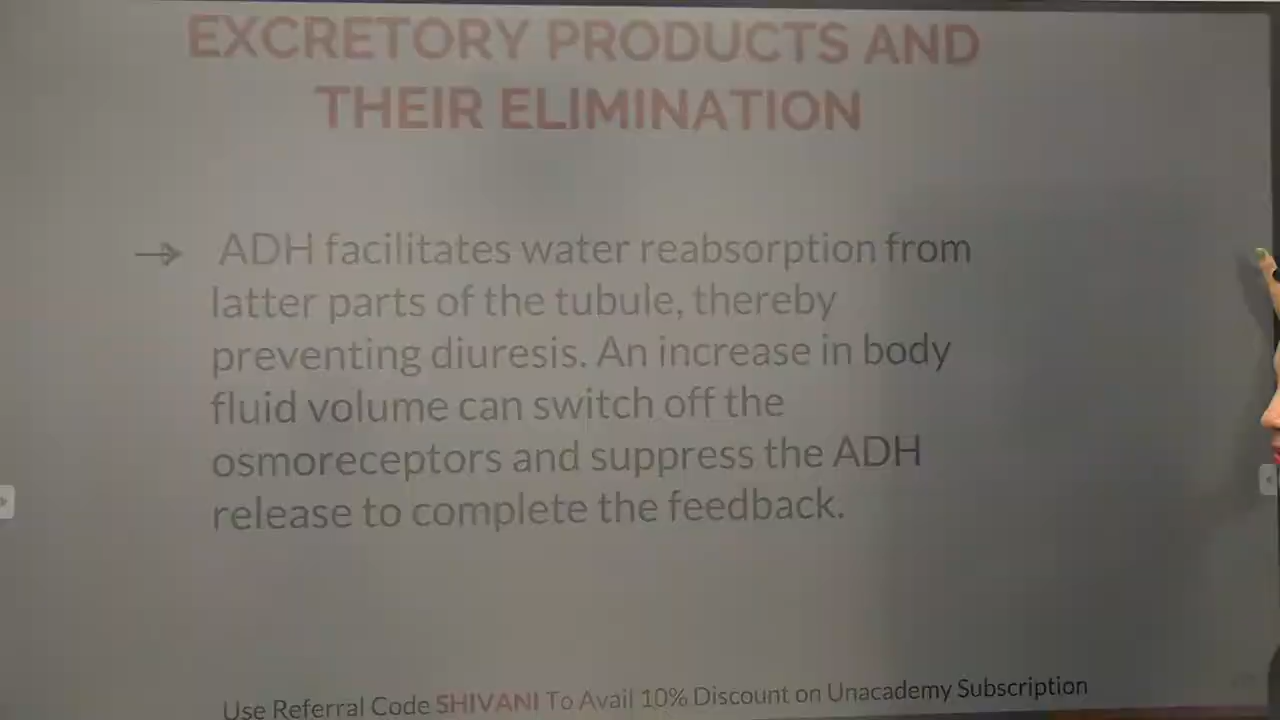 EXCRETORY PRODUCTS AND
THEIR ELIMINATION
→ ADH facilitates water reabsorption from
latter parts of the tubule, thereby
preventing diuresis. An increase in body
fluid volume can switch off the
osmoreceptors and suppress the ADH
release to complete the feedback.
Use Referral Code SHIVANI To Avail 10% Discount on Unacademy Subscription